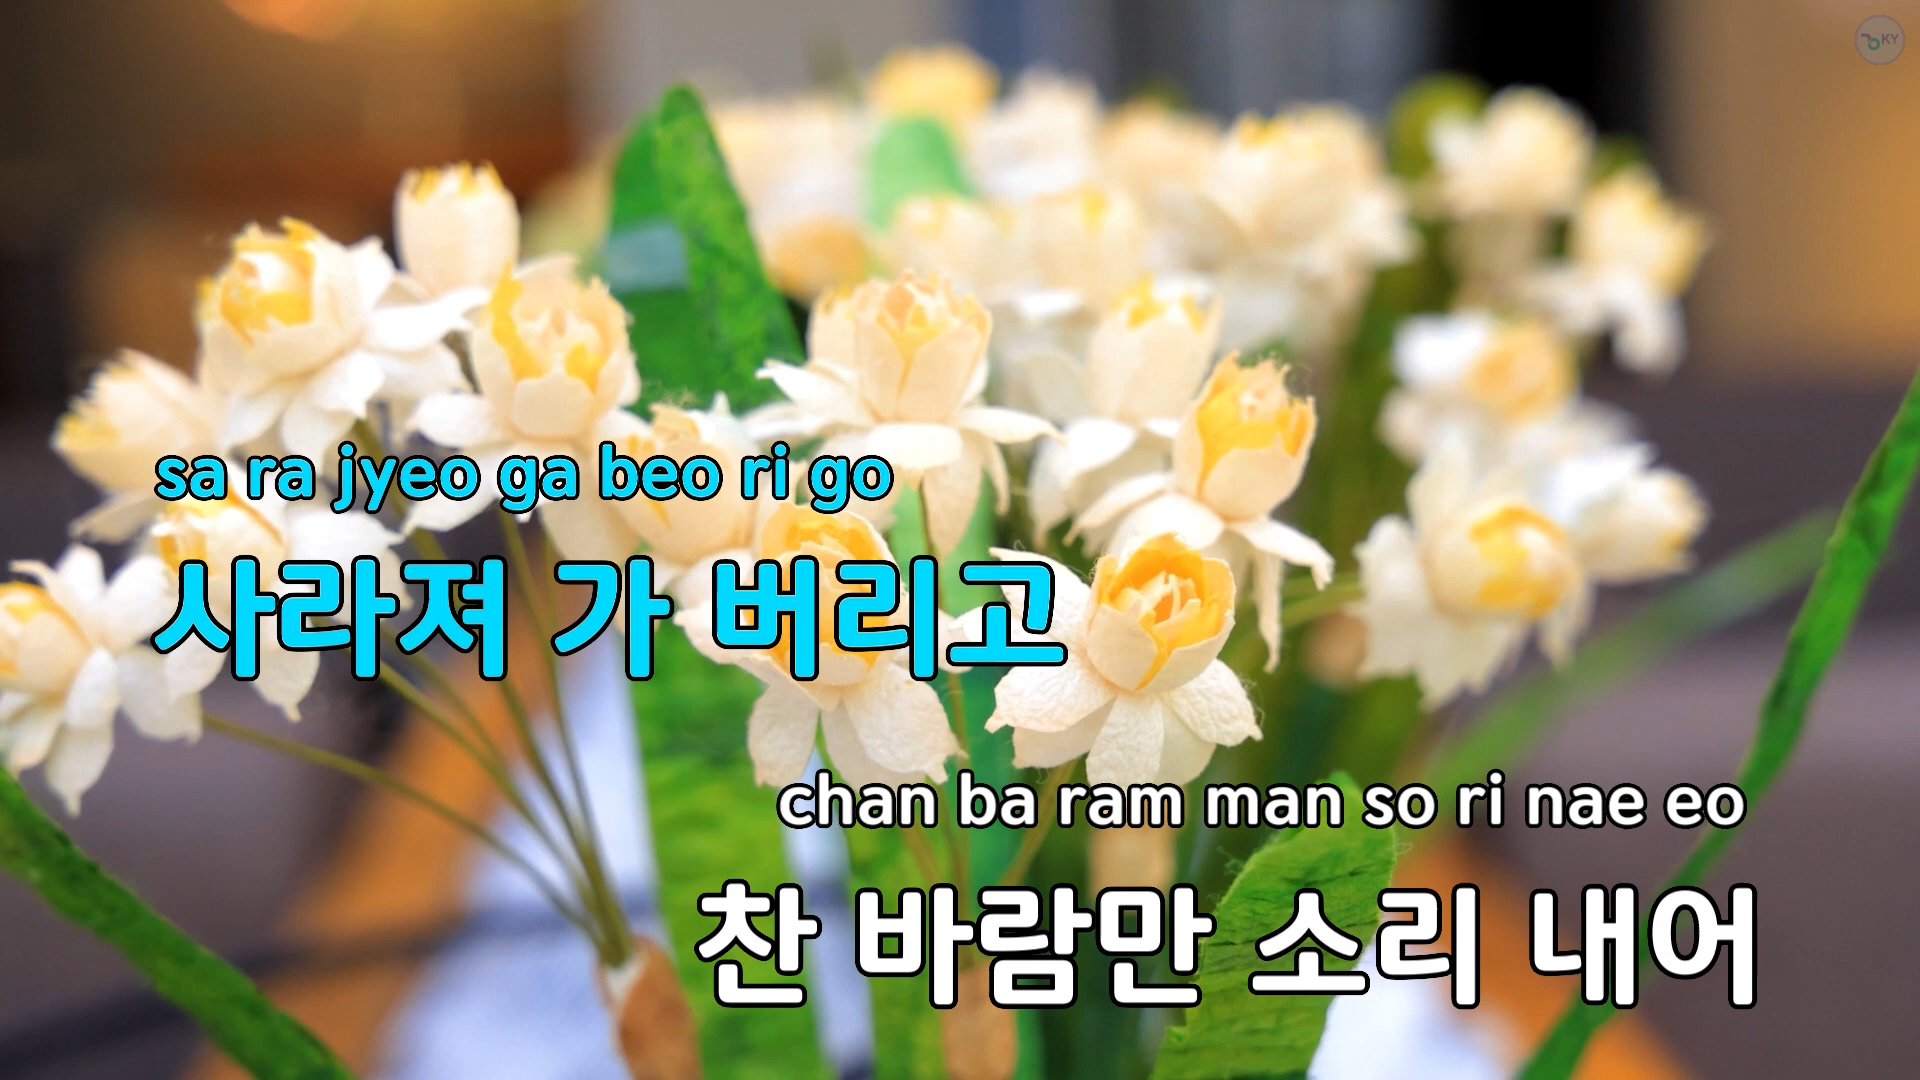 KY
sa ra jyeo ga beo ri go
사라져 가 버리고
chan ba ram man so ri nae eo
찬 바람만 소리 내어